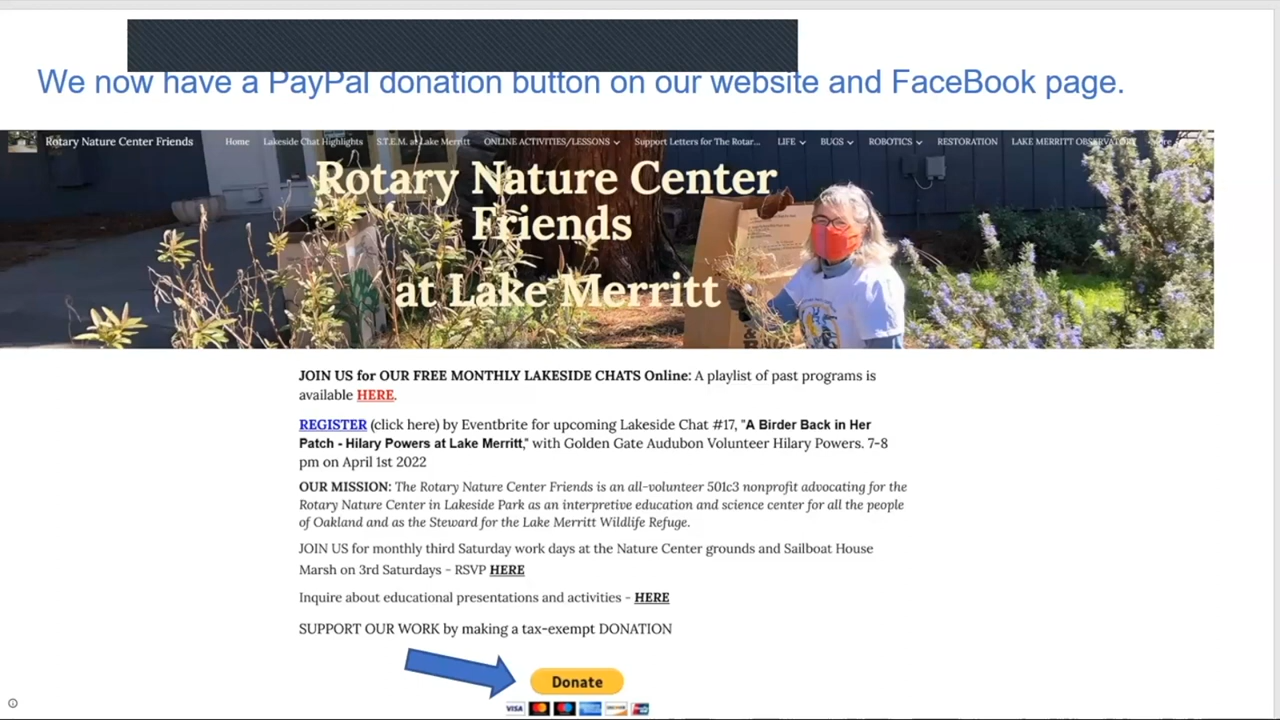 We now have a PayPal donation button on our website and FaceBook page.
Rotary Nature Center Friends Home Lakeside Chat Highlights S.T.E.M. at Lake Merritt ONLINE ACTIVITIES/LESSONS Support Letters for The Rotar... LIFE BUGS ROBOTICS RESTORATION LAKE MERRITT OBSERVATORY
Rotary Nature Center
Friends
at Lake Merritt
JOIN US for OUR FREE MONTHLY LAKESIDE CHATS Online: A playlist of past programs is
available HERE.
REGISTER (click here) by Eventbrite for upcoming Lakeside Chat #17, "A Birder Back in Her
Patch - Hilary Powers at Lake Merritt," with Golden Gate Audubon Volunteer Hilary Powers. 7-8
pm on April 1st 2022
OUR MISSION: The Rotary Nature Center Friends is an all-volunteer 501c3 nonprofit advocating for the
Rotary Nature Center in Lakeside Park as an interpretive education and science center for all the people
of Oakland and as the Steward for the Lake Merritt Wildlife Refuge.
JOIN US for monthly third Saturday work days at the Nature Center grounds and Sailboat House
Marsh on 3rd Saturdays - RSVP HERE
Inquire about educational presentations and activities - HERE
SUPPORT OUR WORK by making a tax-exempt DONATION
Donate
VISA